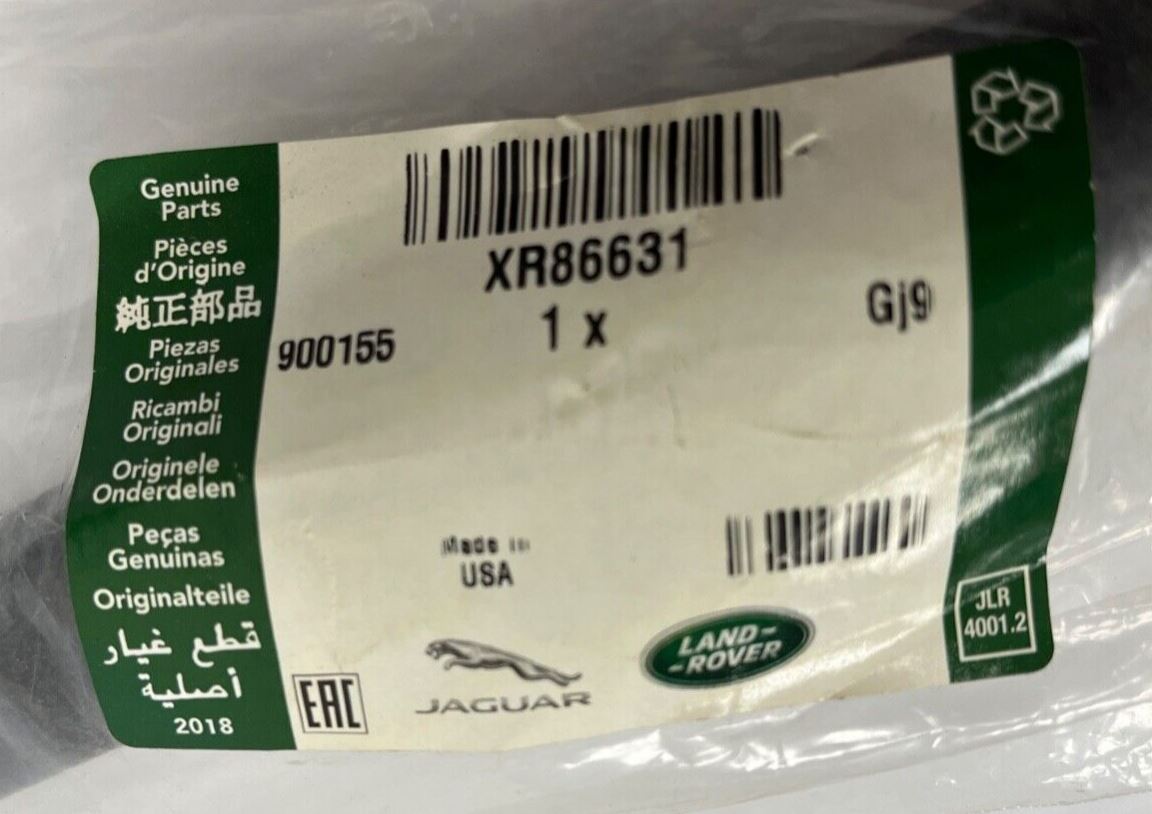 Genuine
Parts
Pièces
d'Origine
純正部品
Piezas
Originales
Ricambi
Originali
Originele
Onderdelen
Peças
Genuinas
Originalteile
قطع غيار
أصلية
2018
XR86631
1 x
Gj9
900155
Made in
USA
EAC
JAGUAR
LAND-
-ROVER
JLR
4001.2